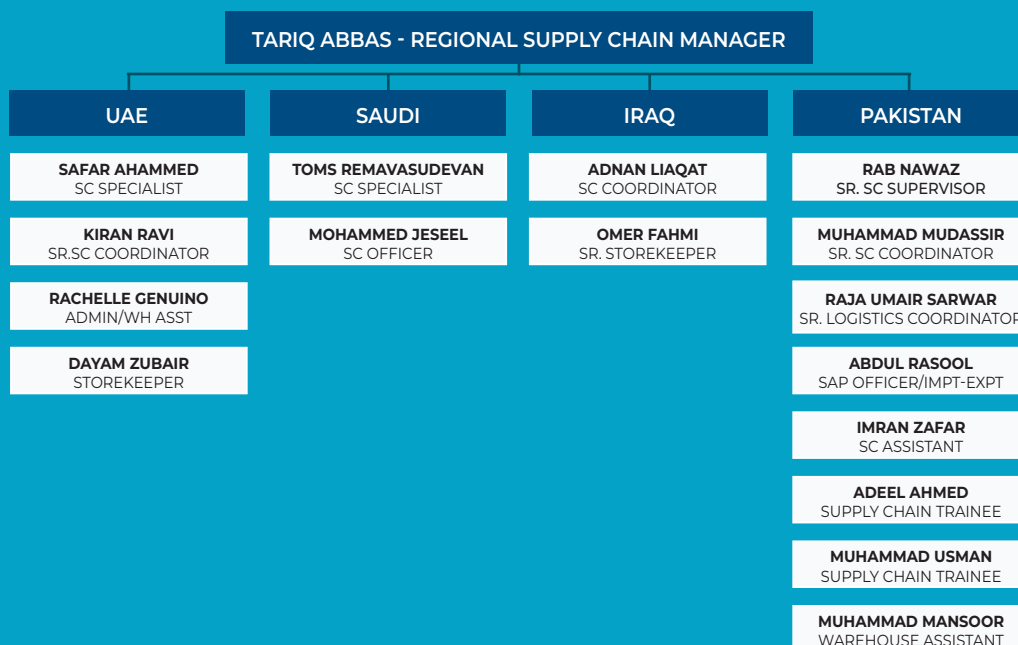 TARIQ ABBAS - REGIONAL SUPPLY CHAIN MANAGER
UAE
SAFAR AHAMMED
SC SPECIALIST
KIRAN RAVI
SR.SC COORDINATOR
RACHELLE GENUINO
ADMIN/WH ASST
DAYAM ZUBAIR
STOREKEEPER
SAUDI
TOMS REMAVASUDEVAN
SC SPECIALIST
MOHAMMED JESEEL
SC OFFICER
IRAQ
ADNAN LIAQAT
SC COORDINATOR
OMER FAHMI
SR. STOREKEEPER
PAKISTAN
RAB NAWAZ
SR. SC SUPERVISOR
MUHAMMAD MUDASSIR
SR. SC COORDINATOR
RAJA UMAIR SARWAR
SR. LOGISTICS COORDINATOR
ABDUL RASOOL
SAP OFFICER/IMPT-EXPT
IMRAN ZAFAR
SC ASSISTANT
ADEEL AHMED
SUPPLY CHAIN TRAINEE
MUHAMMAD USMAN
SUPPLY CHAIN TRAINEE
MUHAMMAD MANSOOR
WAREHOUSE ASSISTANT